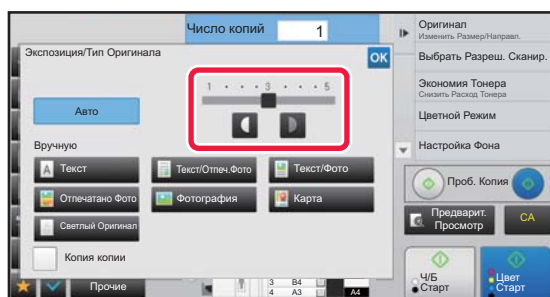 Число копий 1
Экспозиция/Тип Оригинала
OK
1 3 5
Авто
Вручную
A Текст
Текст/Отпеч.Фото
Текст/Фото
Отпечатано Фото
Фотография
Карта
Светлый Оригинал
Копия копии
Прочие
3 B4
4 A3
A4
Оригинал
Изменить Размер/Направл.
Выбрать Разреш. Сканир.
Экономия Тонера
Снизить Расход Тонера
Цветной Режим
Настройка Фона
Проб. Копия
Предварит.
Просмотр
CA
Ч/Б
Старт
Цвет
Старт